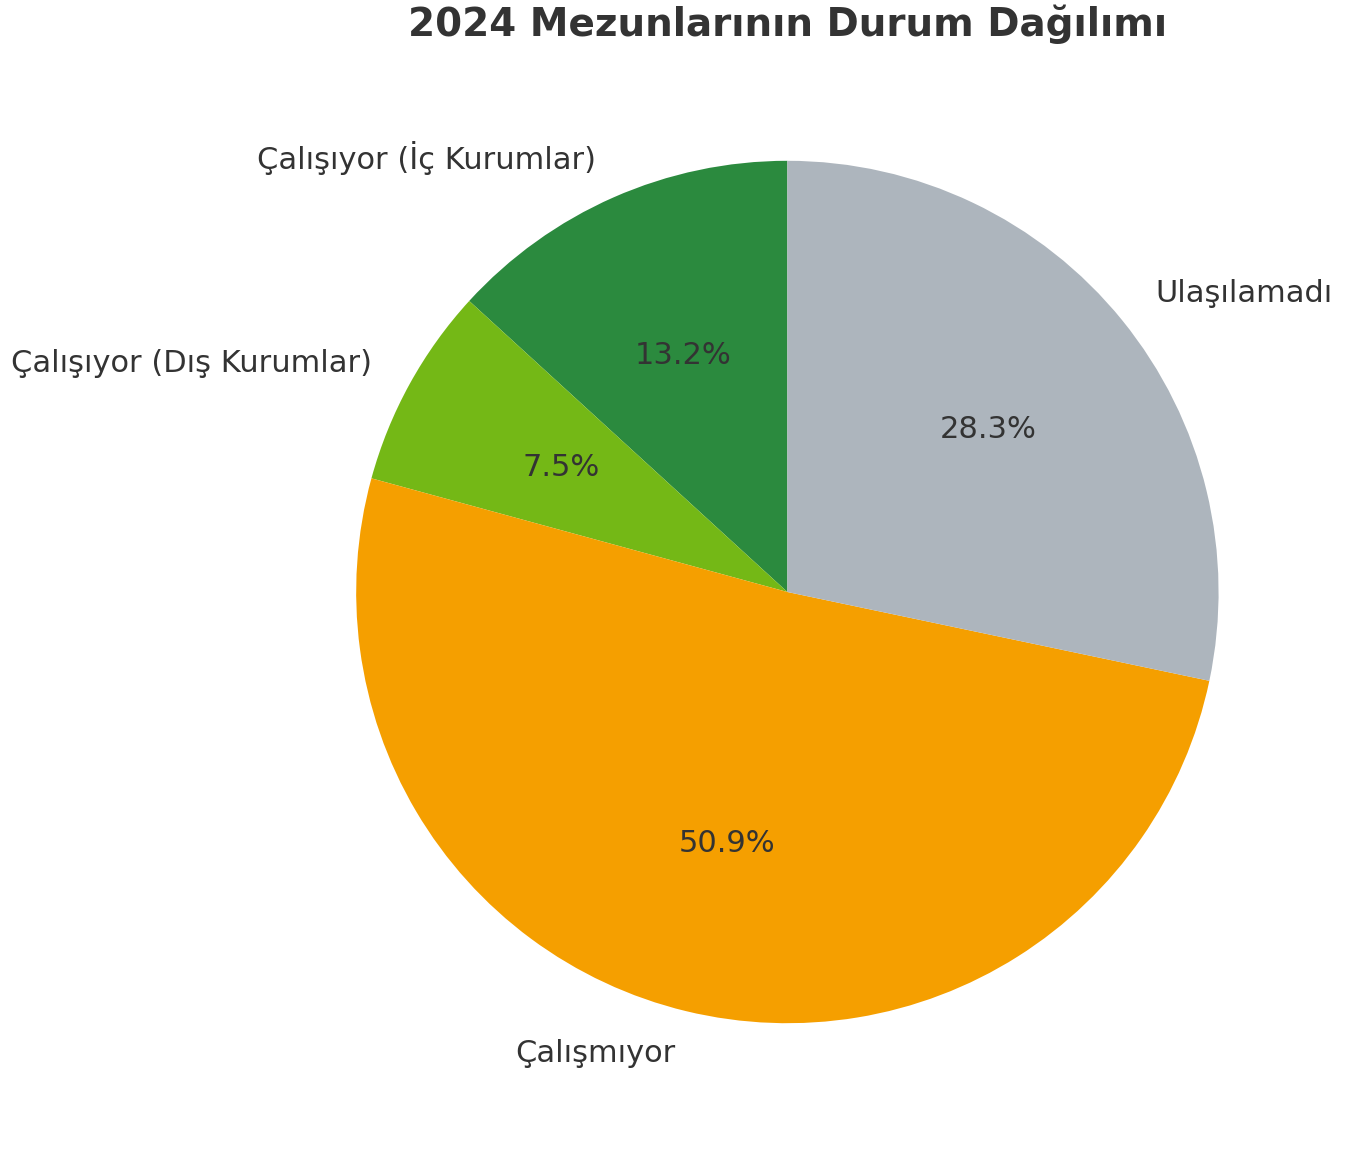 2024 Mezunlarının Durum Dağılımı
Çalışıyor (İç Kurumlar)
Ulaşılamadı
Çalışıyor (Dış Kurumlar)
13.2%
28.3%
7.5%
50.9%
Çalışmıyor